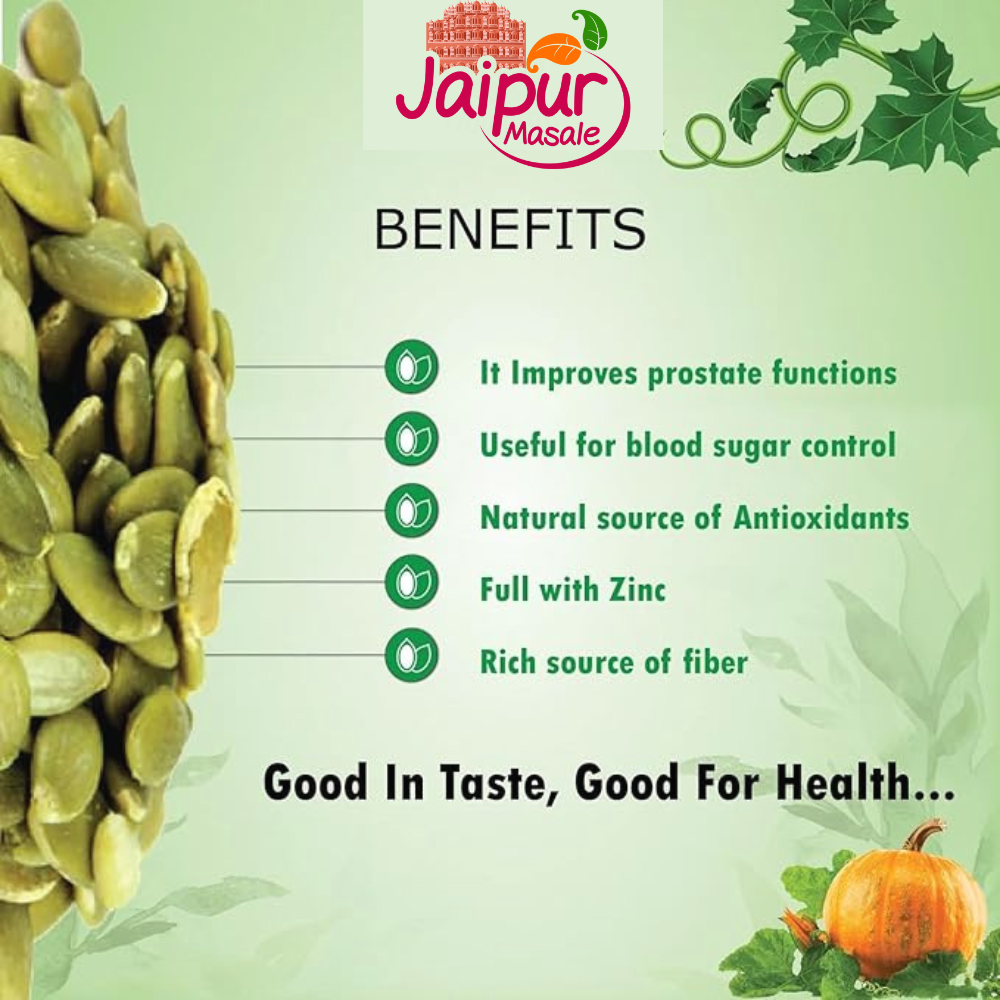 Jaipur
Masale
BENEFITS
It Improves prostate functions
Useful for blood sugar control
Natural source of Antioxidants
Full with Zinc
Rich source of fiber
Good In Taste, Good For Health...